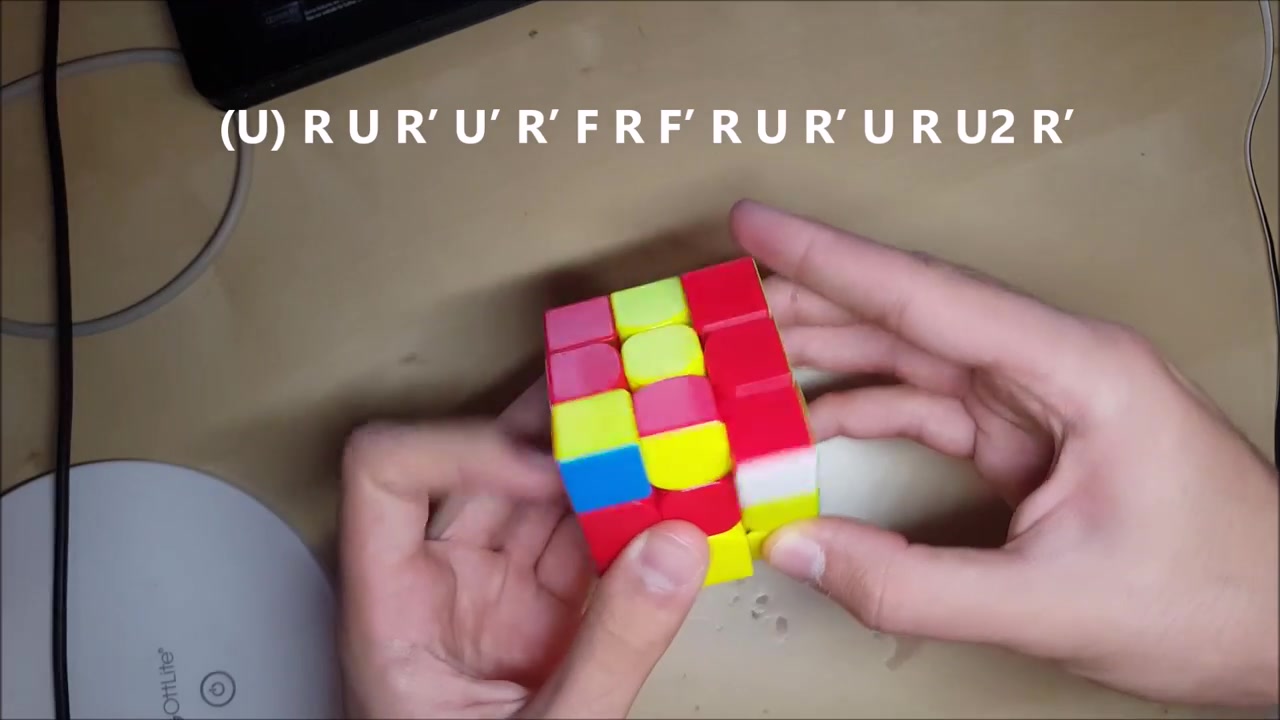 (U) R U R′ U′ R′ F R F′ R U R′ U R U2 R′
OttLite®